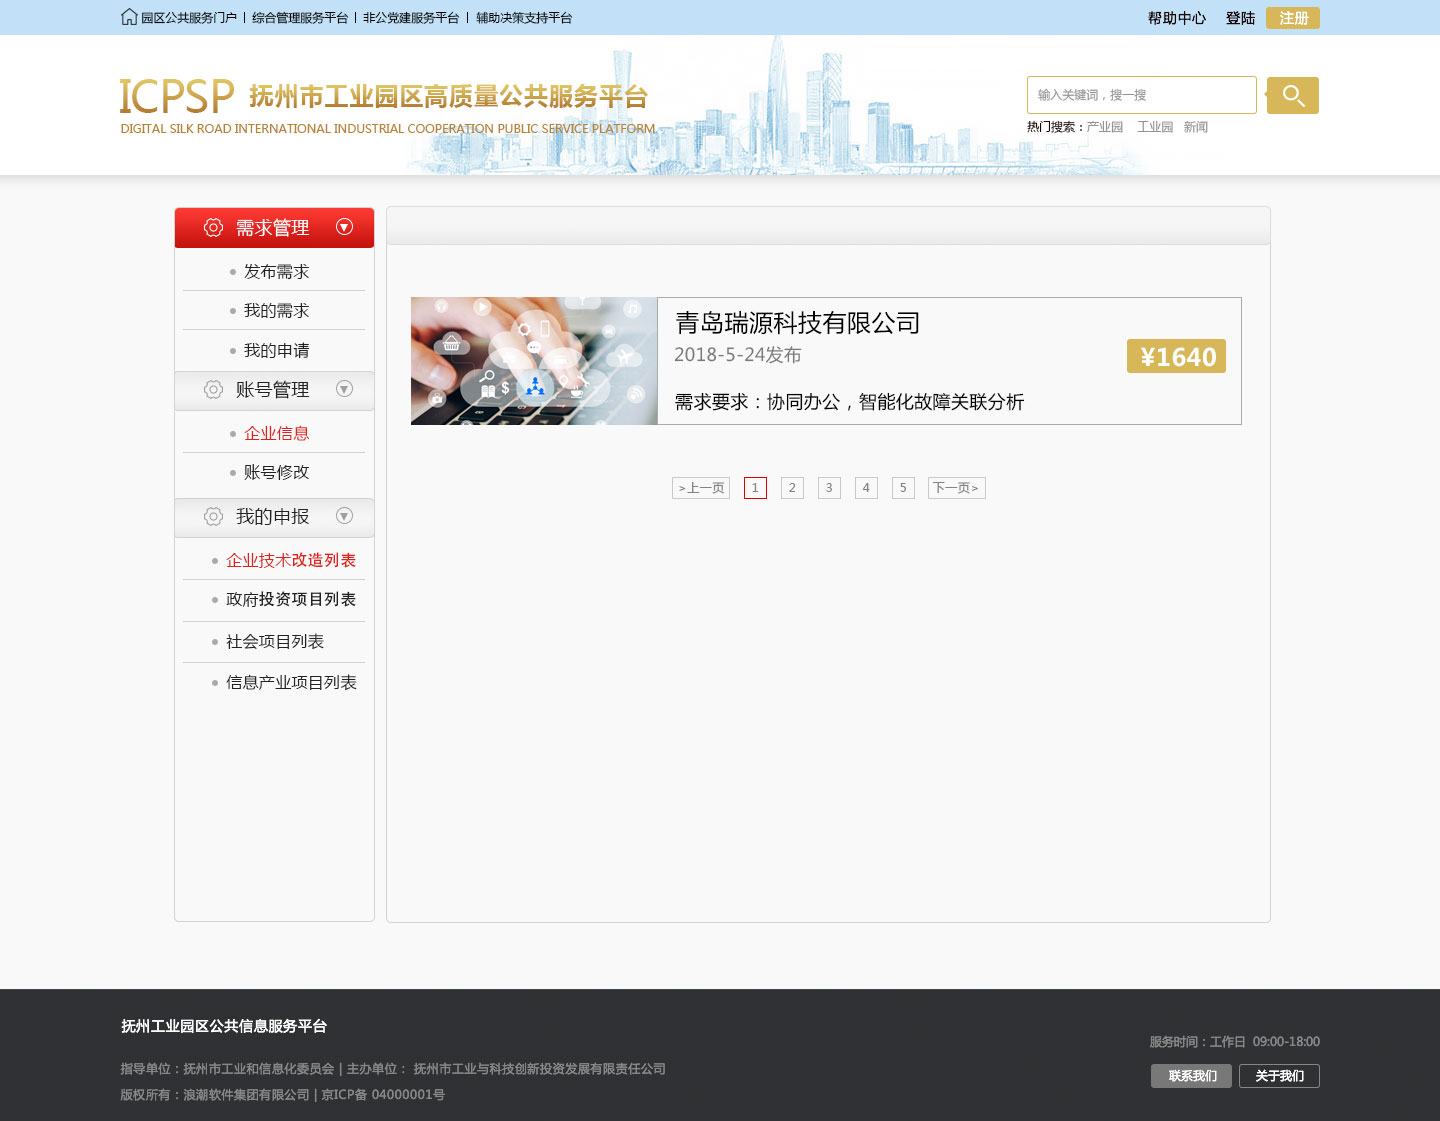 园区公共服务门户 | 综合管理服务平台 | 非公党建服务平台 | 辅助决策支持平台
帮助中心 登陆 注册
ICPSP 抚州市工业园区高质量公共服务平台
DIGITAL SILK ROAD INTERNATIONAL INDUSTRIAL COOPERATION PUBLIC SERVICE PLATFORM
输入关键词，搜一搜
热门搜索：产业园 工业园 新闻
需求管理
发布需求
我的需求
我的申请
账号管理
企业信息
账号修改
我的申报
企业技术改造列表
政府投资项目列表
社会项目列表
信息产业项目列表
青岛瑞源科技有限公司
2018-5-24发布
¥1640
需求要求：协同办公，智能化故障关联分析
>上一页 1 2 3 4 5 下一页>
抚州工业园区公共信息服务平台
指导单位：抚州市工业和信息化委员会 | 主办单位： 抚州市工业与科技创新投资发展有限责任公司
版权所有：浪潮软件集团有限公司 | 京ICP备 04000001号
服务时间：工作日 09:00-18:00
联系我们 关于我们